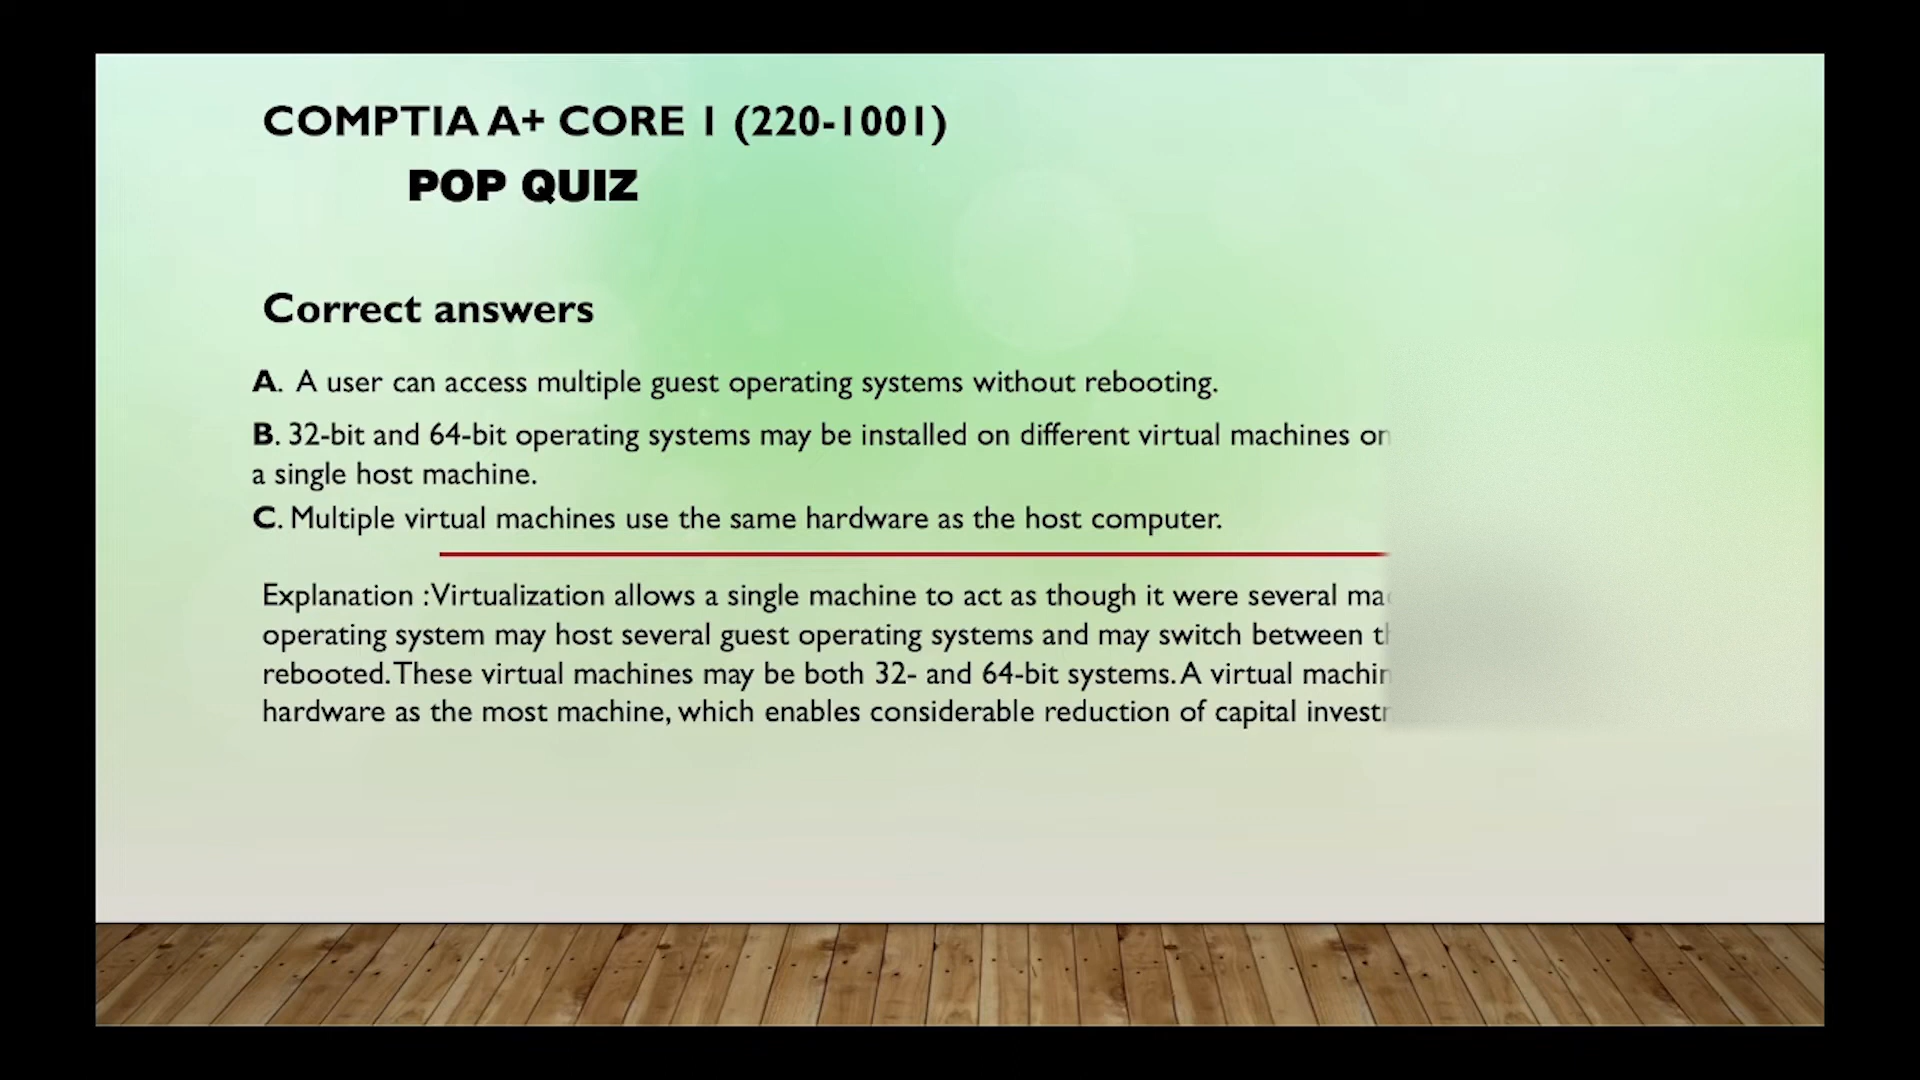 COMPTIA A+ CORE 1 (220-1001)
POP QUIZ
Correct answers
A. A user can access multiple guest operating systems without rebooting.
B. 32-bit and 64-bit operating systems may be installed on different virtual machines on
a single host machine.
C. Multiple virtual machines use the same hardware as the host computer.
Explanation : Virtualization allows a single machine to act as though it were several
operating system may host several guest operating systems and may switch between
rebooted. These virtual machines may be both 32- and 64-bit systems. A virtual
hardware as the most machine, which enables considerable reduction of capital